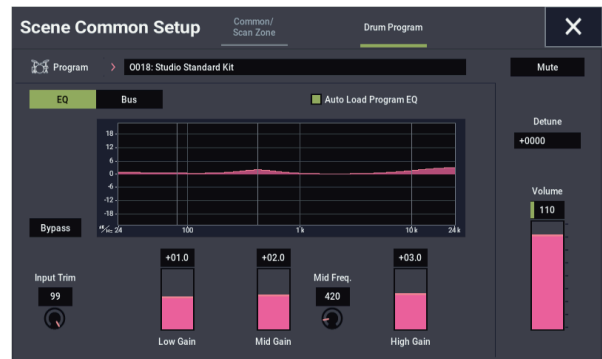 Scene Common Setup
Common/
Scan Zone
Drum Program
Program > 0018: Studio Standard Kit
Mute
EQ
Bus
Auto Load Program EQ
Detune
+0000
18
12
6
0
-6
-12
-18
24 100 1k 10k 24k
Bypass
Volume
110
+01.0
+02.0
+03.0
Input Trim
99
Mid Freq.
420
Low Gain
Mid Gain
High Gain